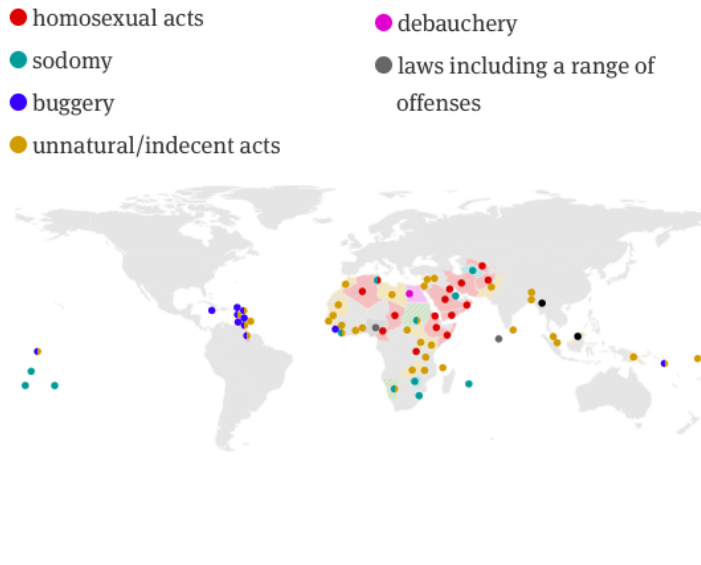 homosexual acts
sodomy
buggery
unnatural/indecent acts
debauchery
laws including a range of
offenses